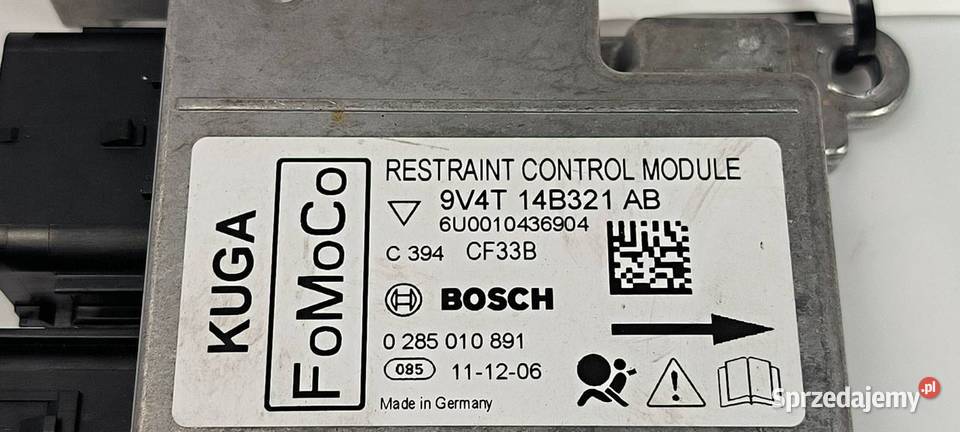 KUGA
FoMoCo
RESTRAINT CONTROL MODULE
9V4T 14B321 AB
6U0010436904
C 394 CF33B
BOSCH
0 285 010 891
085 11-12-06
Made in Germany
Sprzedajemy.pl